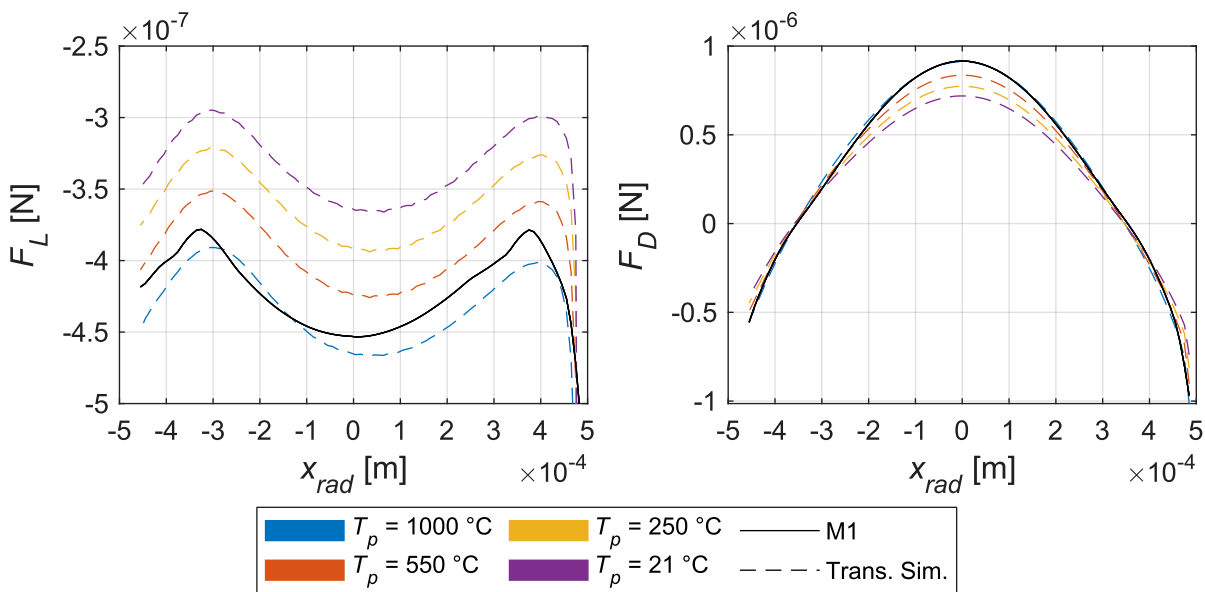 ×10⁻⁷
-2.5
-3
-3.5
-4
-4.5
-5
F_L [N]
-5 -4 -3 -2 -1 0 1 2 3 4 5
x_rad [m]
×10⁻⁴
×10⁻⁶
1
0.5
0
-0.5
-1
F_D [N]
-5 -4 -3 -2 -1 0 1 2 3 4 5
x_rad [m]
×10⁻⁴
T_p = 1000 °C T_p = 250 °C M1
T_p = 550 °C T_p = 21 °C Trans. Sim.